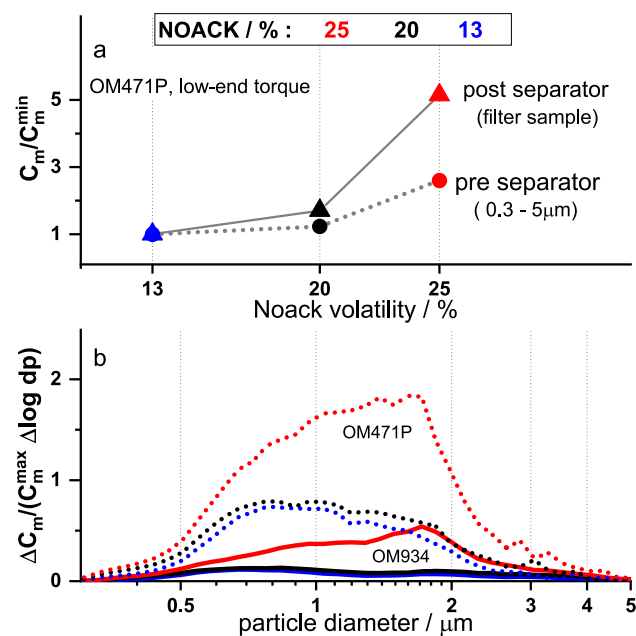 NOACK / % : 25 20 13
a
OM471P, low-end torque
post separator
(filter sample)
pre separator
( 0.3 - 5μm)
C_m/C_m^min
5
3
1
13 20 25
Noack volatility / %
b
OM471P
OM934
ΔC_m/(C_m^max Δlog dp)
2
1
0
0.5 1 2 3 4 5
particle diameter / μm